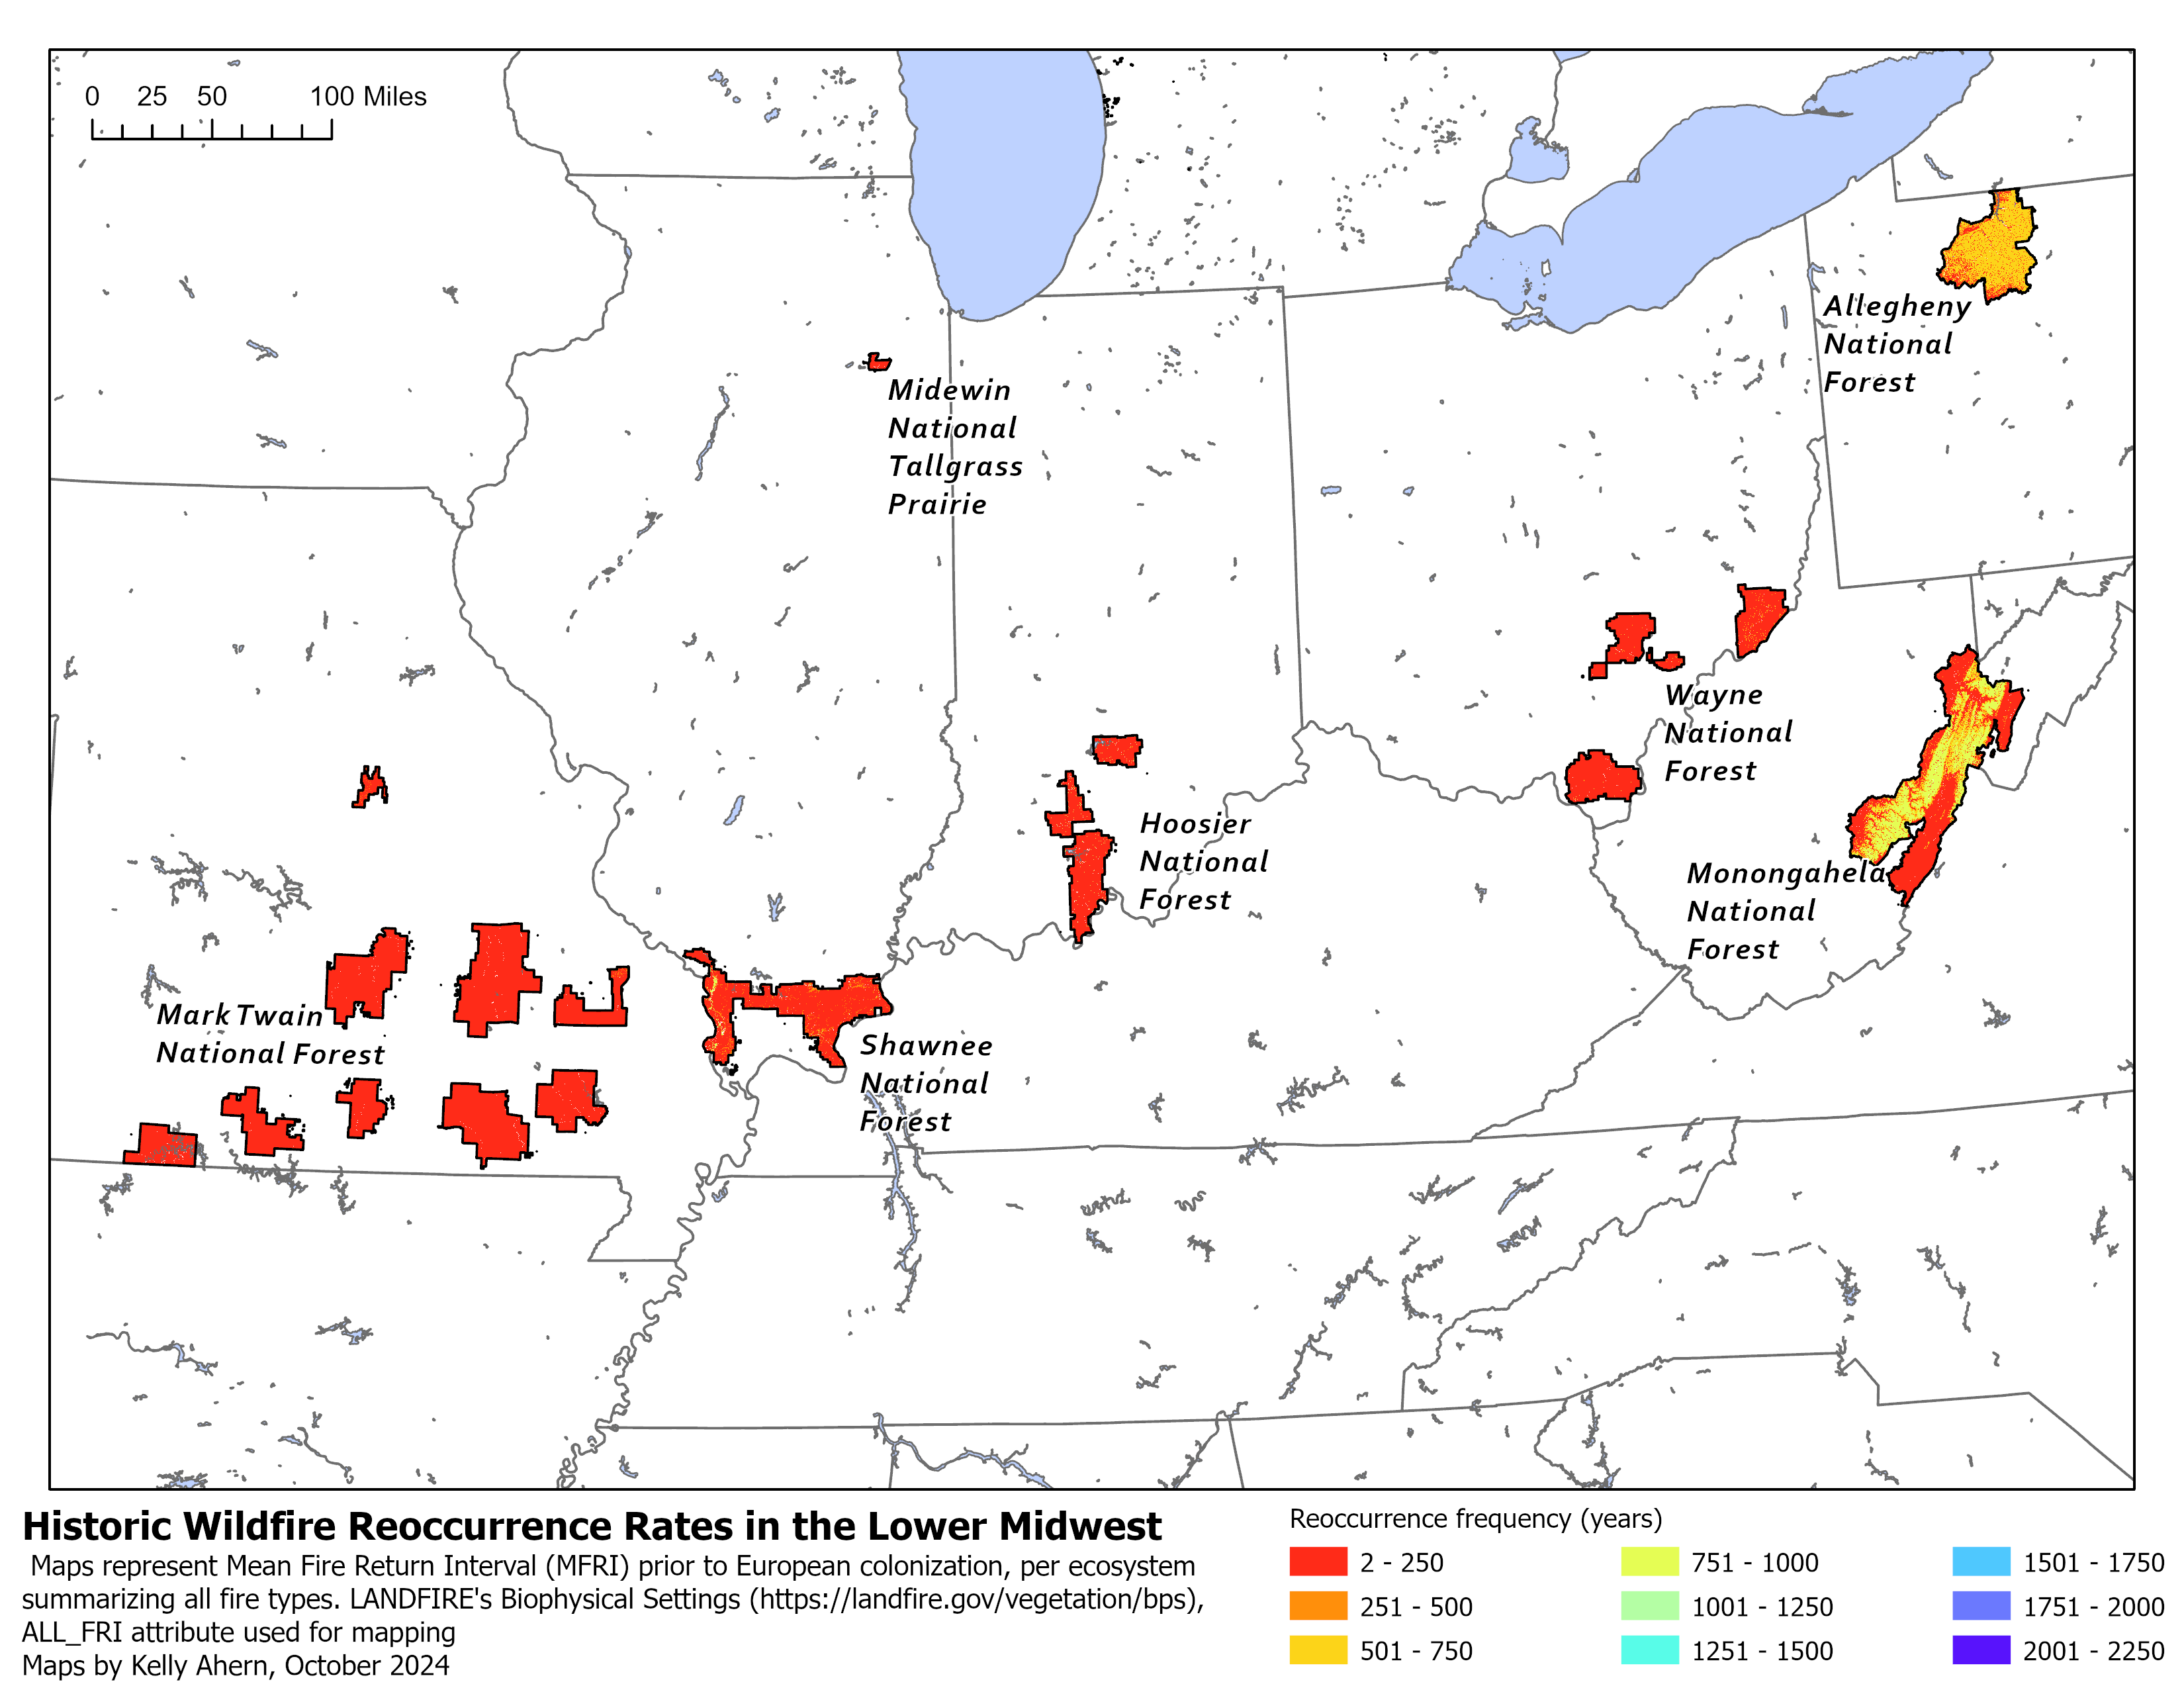 0 25 50 100 Miles
Allegheny
National
Forest
Midewin
National
Tallgrass
Prairie
Wayne
National
Forest
Hoosier
National
Forest
Monongahela
National
Forest
Mark Twain
National Forest
Shawnee
National
Forest
Historic Wildfire Reoccurrence Rates in the Lower Midwest
Maps represent Mean Fire Return Interval (MFRI) prior to European colonization, per ecosystem
summarizing all fire types. LANDFIRE's Biophysical Settings (https://landfire.gov/vegetation/bps),
ALL_FRI attribute used for mapping
Maps by Kelly Ahern, October 2024
Reoccurrence frequency (years)
2 - 250
251 - 500
501 - 750
751 - 1000
1001 - 1250
1251 - 1500
1501 - 1750
1751 - 2000
2001 - 2250